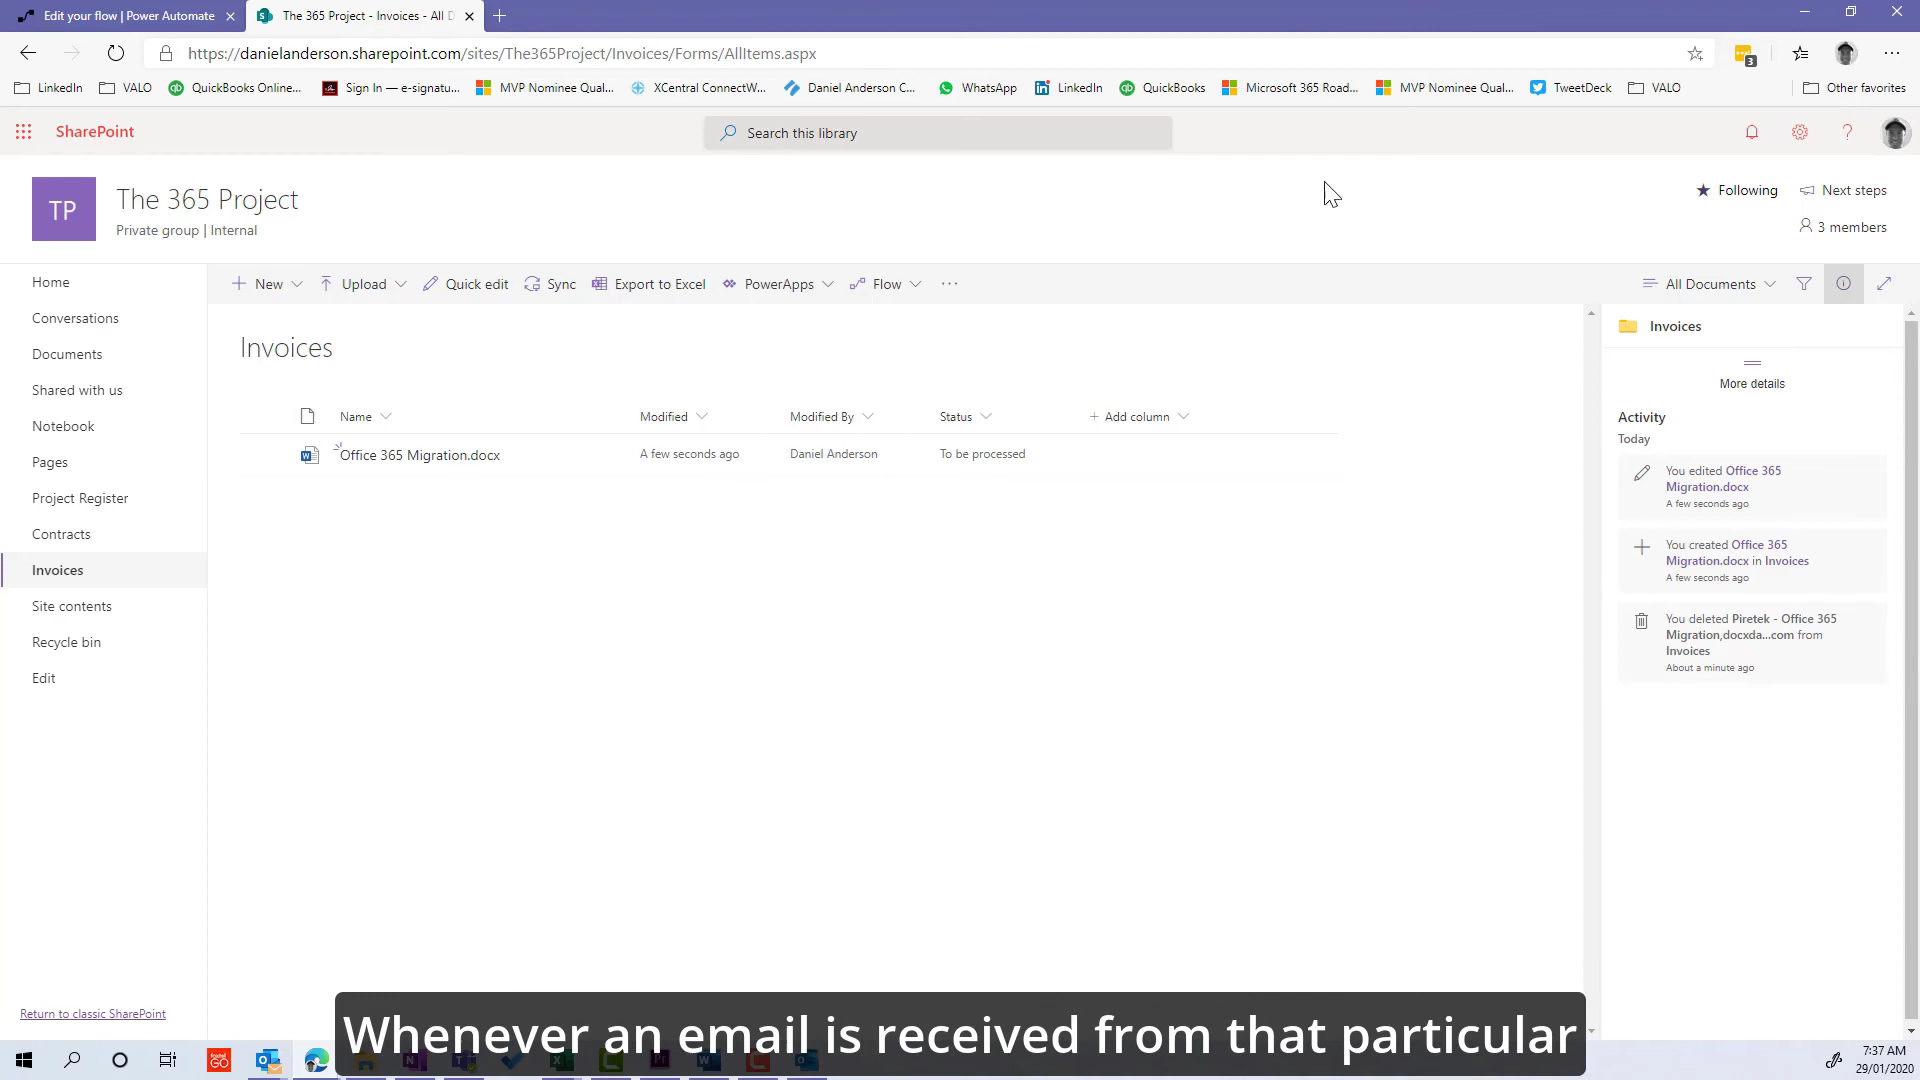 Edit your flow | Power Automate
The 365 Project - Invoices - All D
https://danielanderson.sharepoint.com/sites/The365Project/Invoices/Forms/AllItems.aspx
3
LinkedIn
VALO
QuickBooks Online...
Sign In — e-signatu...
MVP Nominee Qual...
XCentral ConnectW...
Daniel Anderson C...
WhatsApp
LinkedIn
QuickBooks
Microsoft 365 Road...
MVP Nominee Qual...
TweetDeck
VALO
Other favorites
SharePoint
Search this library
TP
The 365 Project
Private group | Internal
Following
Next steps
3 members
Home
Conversations
Documents
Shared with us
Notebook
Pages
Project Register
Contracts
Invoices
Site contents
Recycle bin
Edit
Return to classic SharePoint
New
Upload
Quick edit
Sync
Export to Excel
PowerApps
Flow
All Documents
Invoices
Name
Modified
Modified By
Status
Add column
Office 365 Migration.docx
A few seconds ago
Daniel Anderson
To be processed
Invoices
More details
Activity
Today
You edited Office 365
Migration.docx
A few seconds ago
You created Office 365
Migration.docx in Invoices
A few seconds ago
You deleted Piretek - Office 365
Migration,docxda...com from
Invoices
About a minute ago
Whenever an email is received from that particular
7:37 AM
29/01/2020